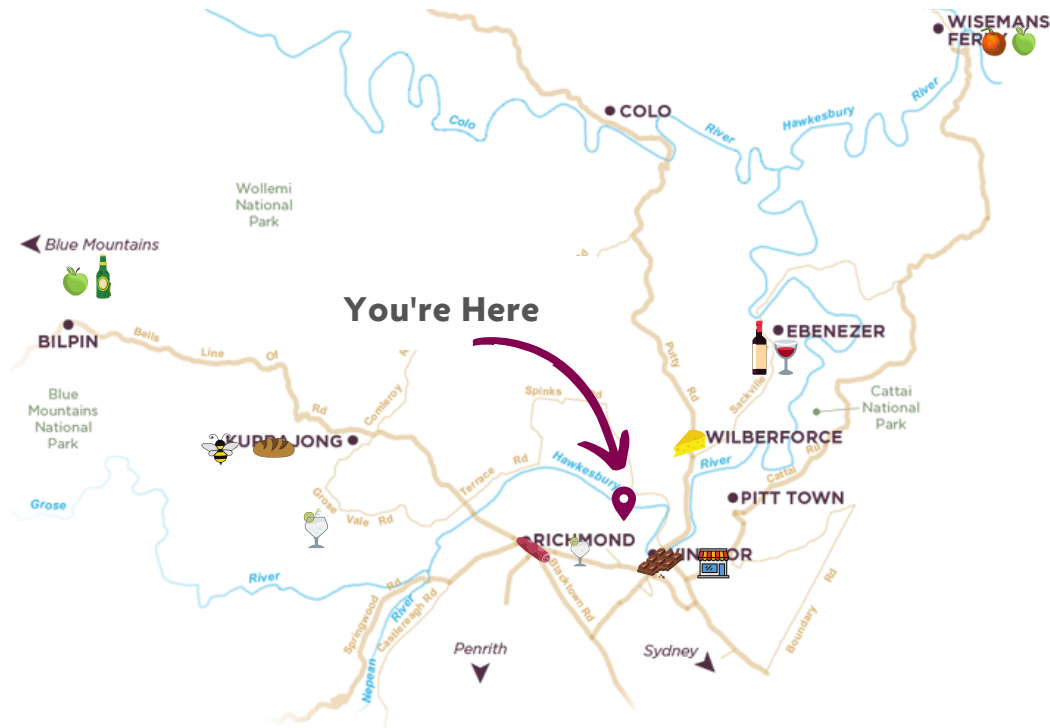 WISEMANS
FERRY
COLO
Colo
River
Hawkesbury
River
Wollemi
National
Park
Blue Mountains
You're Here
BILPIN
Bells
Line
Of
Rd
EBENEZER
Putty
Rd
Sackville
Blue
Mountains
National
Park
Comleroy
Spinks
Rd
Cattai
National
Park
KURRAJONG
WILBERFORCE
Hawkesbury
River
Cattai
Rd
Terrace
Rd
Grose
Vale
Rd
Grose
PITT TOWN
RICHMOND
WINDSOR
River
Springwood
Rd
River
Castlereagh Rd
Blacktown Rd
Boundary
Rd
Penrith
Sydney
Nepean